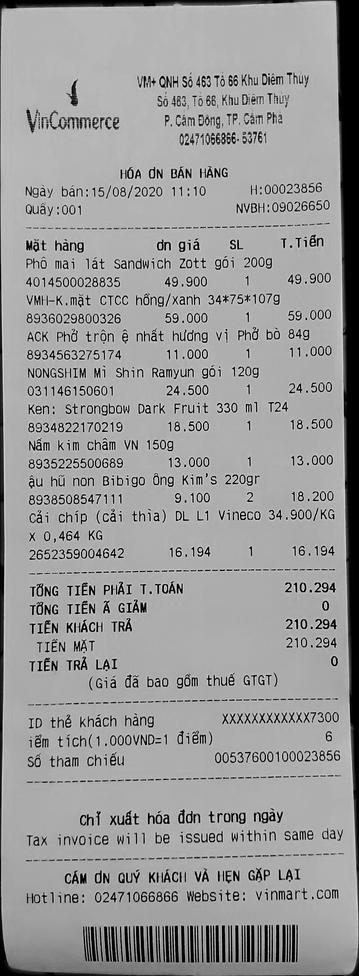 VinCommerce
VM+ QNH Số 463 Tổ 66 Khu Diêm Thủy
Số 463, Tổ 66, Khu Diêm Thủy
P. Cẩm Đông, TP. Cẩm Phả
02471066866-53761
HÓA ƠN BÁN HÀNG
Ngày bán:15/08/2020 11:10 H:00023856
Quầy:001 NVBH:09026650
Mặt hàng ơn giá SL T.Tiền
Phô mai lát Sandwich Zott gói 200g
4014500028835 49.900 1 49.900
VMH-K.mặt CTCC hồng/xanh 34*75*107g
8936029800326 59.000 1 59.000
ACK Phở trộn ệ nhất hương vị Phở bò 84g
8934563275174 11.000 1 11.000
NONGSHIM Mì Shin Ramyun gói 120g
031146150601 24.500 1 24.500
Ken: Strongbow Dark Fruit 330 ml T24
8934822170219 18.500 1 18.500
Nấm kim châm VN 150g
8935225500689 13.000 1 13.000
ậu hũ non Bibigo Ông Kim's 220gr
8938508547111 9.100 2 18.200
Cải chíp (cải thìa) DL L1 Vineco 34.900/KG
X 0,464 KG
2652359004642 16.194 1 16.194
TỔNG TIỀN PHẢI T.TOÁN 210.294
TỔNG TIỀN Ã GIẢM 0
TIỀN KHÁCH TRẢ 210.294
TIỀN MẶT 210.294
TIỀN TRẢ LẠI 0
(Giá đã bao gồm thuế GTGT)
ID thẻ khách hàng XXXXXXXXXXXX7300
iểm tích(1.000VND=1 điểm) 6
Số tham chiếu 00537600100023856
Chỉ xuất hóa đơn trong ngày
Tax invoice will be issued within same day
CẢM ƠN QUÝ KHÁCH VÀ HẸN GẶP LẠI
Hotline: 02471066866 Website: vinmart.com